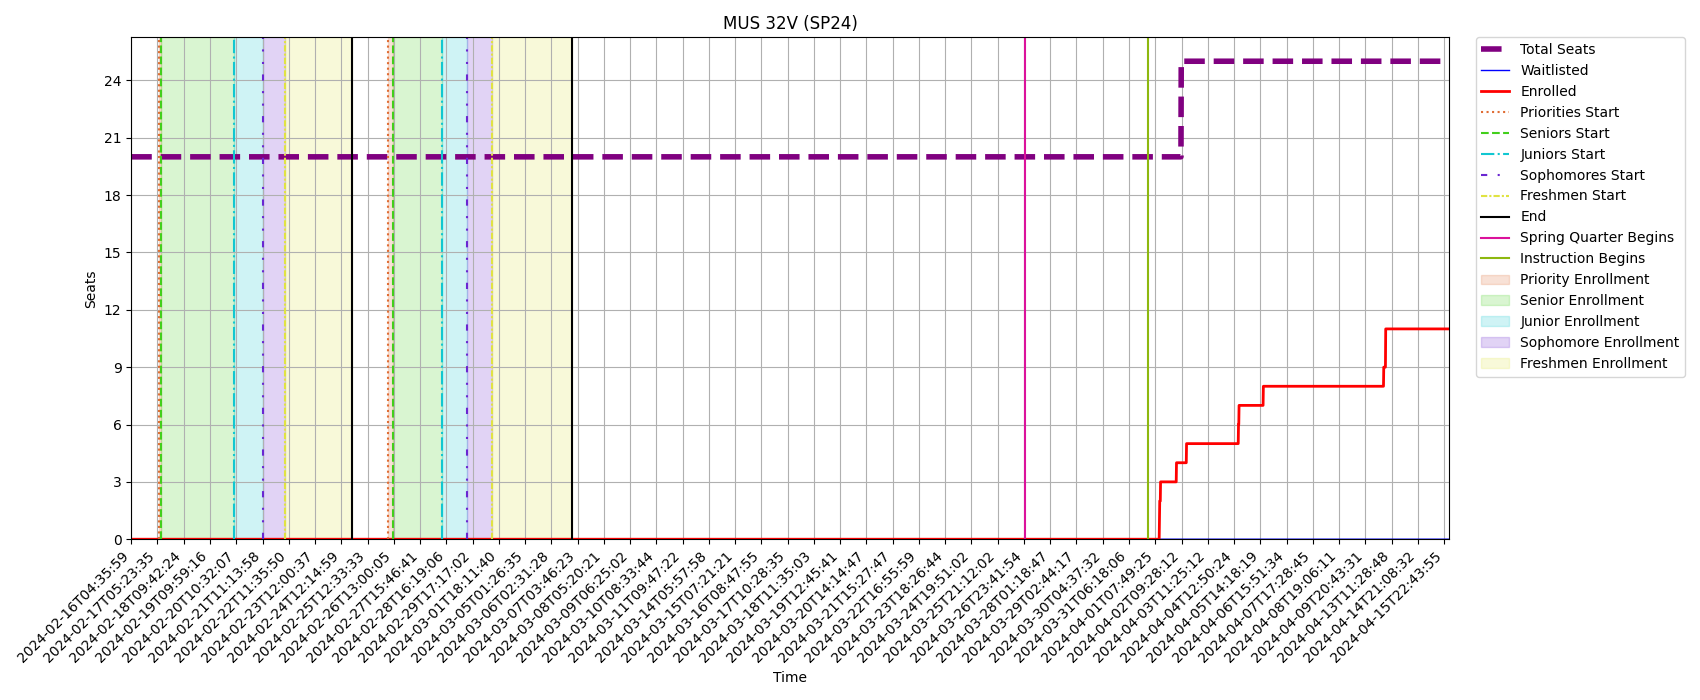 MUS 32V (SP24)
Seats
24
21
18
15
12
9
6
3
0
2024-02-16T04:35:59
2024-02-17T05:23:35
2024-02-18T09:42:24
2024-02-19T09:59:16
2024-02-20T10:32:07
2024-02-21T11:13:58
2024-02-22T11:35:50
2024-02-23T12:00:37
2024-02-24T12:14:59
2024-02-25T12:33:33
2024-02-26T13:00:05
2024-02-27T15:46:41
2024-02-28T16:19:06
2024-02-29T17:17:02
2024-03-01T18:11:40
2024-03-05T01:26:35
2024-03-06T02:31:28
2024-03-07T03:46:23
2024-03-08T05:20:21
2024-03-09T06:25:02
2024-03-10T08:33:44
2024-03-11T09:47:22
2024-03-14T05:57:58
2024-03-15T07:21:21
2024-03-16T08:47:55
2024-03-17T10:28:35
2024-03-18T11:35:03
2024-03-19T12:45:41
2024-03-20T14:14:47
2024-03-21T15:27:47
2024-03-22T16:55:59
2024-03-23T18:26:44
2024-03-24T19:51:02
2024-03-25T21:12:02
2024-03-26T23:41:54
2024-03-28T01:18:47
2024-03-29T02:44:17
2024-03-30T04:37:32
2024-03-31T06:18:06
2024-04-01T07:49:25
2024-04-02T09:28:12
2024-04-03T11:25:12
2024-04-04T12:50:24
2024-04-05T14:18:19
2024-04-06T15:51:34
2024-04-07T17:28:45
2024-04-08T19:06:11
2024-04-09T20:43:31
2024-04-13T11:28:48
2024-04-14T21:08:32
2024-04-15T22:43:55
Time
Total Seats
Waitlisted
Enrolled
Priorities Start
Seniors Start
Juniors Start
Sophomores Start
Freshmen Start
End
Spring Quarter Begins
Instruction Begins
Priority Enrollment
Senior Enrollment
Junior Enrollment
Sophomore Enrollment
Freshmen Enrollment